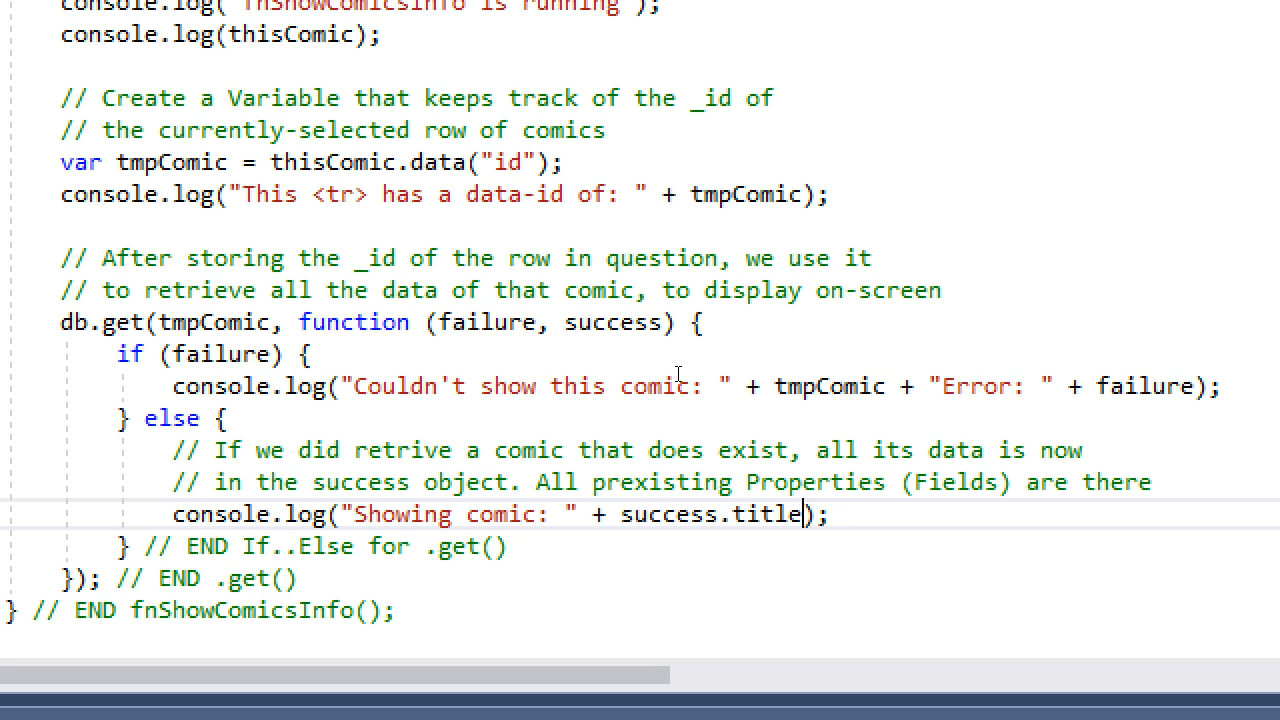 console.log("fnShowComicsInfo is running");
console.log(thisComic);
// Create a Variable that keeps track of the _id of
// the currently-selected row of comics
var tmpComic = thisComic.data("id");
console.log("This <tr> has a data-id of: " + tmpComic);
// After storing the _id of the row in question, we use it
// to retrieve all the data of that comic, to display on-screen
db.get(tmpComic, function (failure, success) {
if (failure) {
console.log("Couldn't show this comic: " + tmpComic + "Error: " + failure);
} else {
// If we did retrive a comic that does exist, all its data is now
// in the success object. All prexisting Properties (Fields) are there
console.log("Showing comic: " + success.title);
} // END If..Else for .get()
}); // END .get()
} // END fnShowComicsInfo();